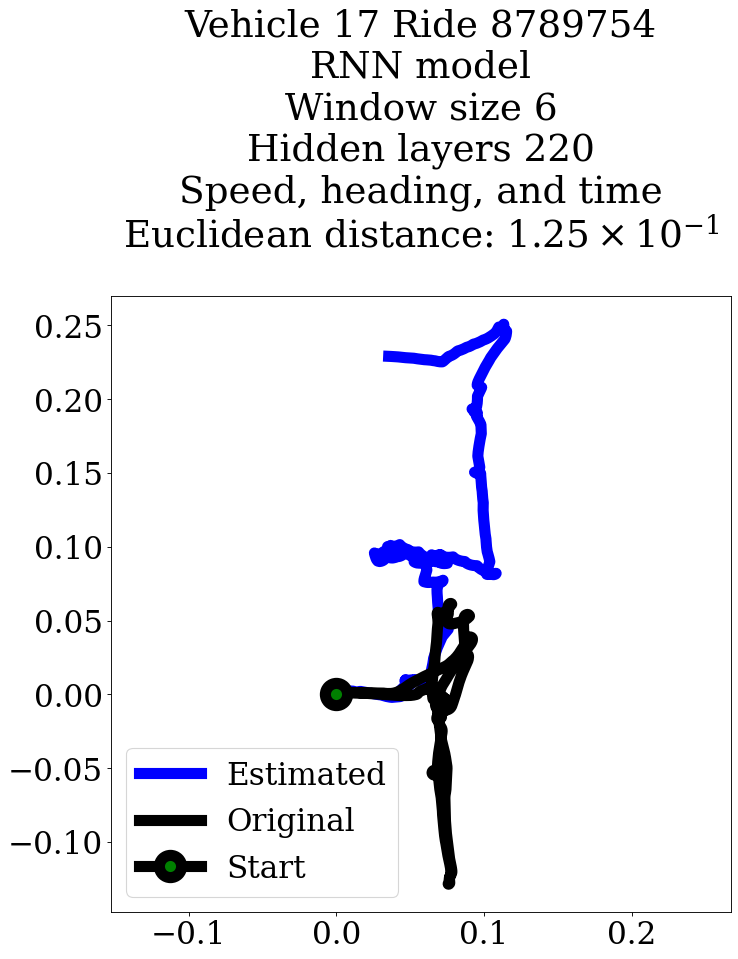 Vehicle 17 Ride 8789754
RNN model
Window size 6
Hidden layers 220
Speed, heading, and time
Euclidean distance: 1.25 × 10⁻¹
0.25
0.20
0.15
0.10
0.05
0.00
−0.05
−0.10
Estimated
Original
Start
−0.1 0.0 0.1 0.2